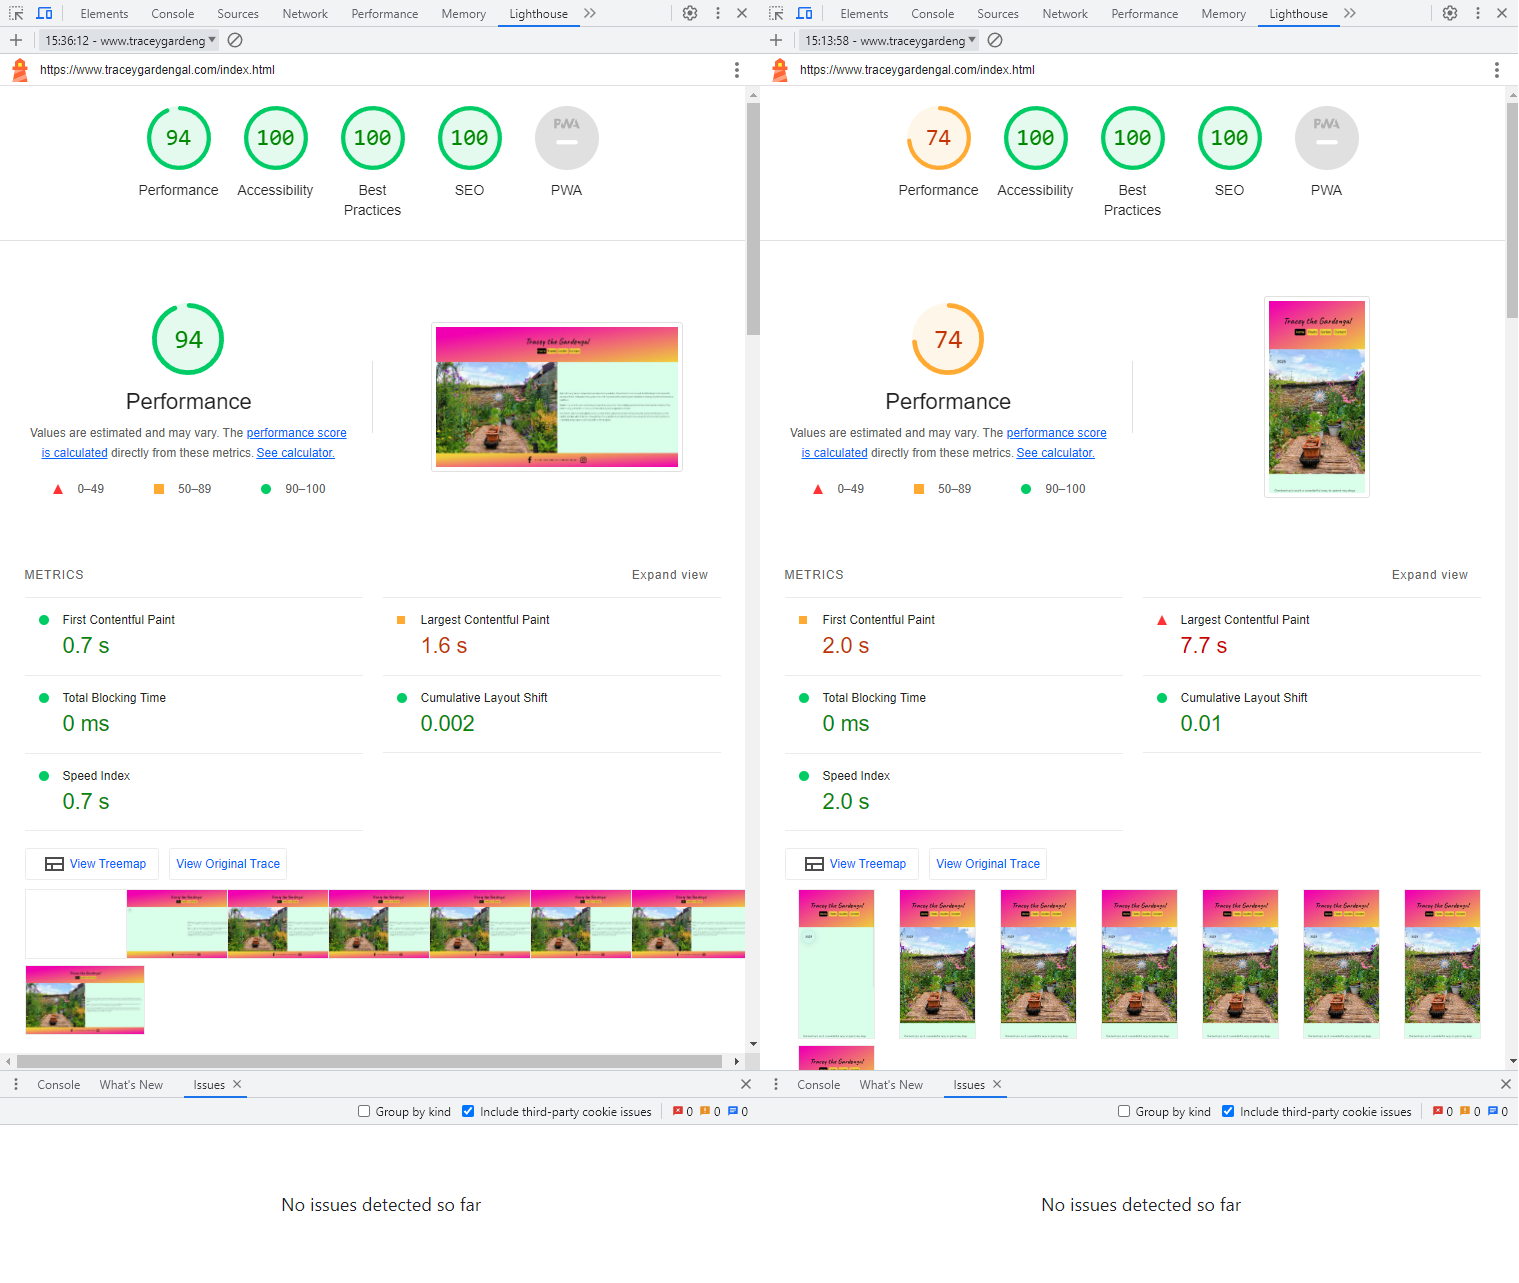 Elements Console Sources Network Performance Memory Lighthouse
15:36:12 - www.traceygardeng
https://www.traceygardengal.com/index.html
94 100 100 100 PWA
Performance Accessibility Best Practices SEO PWA
94
Performance
Values are estimated and may vary. The performance score
is calculated directly from these metrics. See calculator.
0–49 50–89 90–100
Tracey the Gardengal
METRICS Expand view
First Contentful Paint Largest Contentful Paint
0.7 s 1.6 s
Total Blocking Time Cumulative Layout Shift
0 ms 0.002
Speed Index
0.7 s
View Treemap View Original Trace
Console What's New Issues
Group by kind Include third-party cookie issues 0 0 0
No issues detected so far
Elements Console Sources Network Performance Memory Lighthouse
15:13:58 - www.traceygardeng
https://www.traceygardengal.com/index.html
74 100 100 100 PWA
Performance Accessibility Best Practices SEO PWA
74
Performance
Values are estimated and may vary. The performance score
is calculated directly from these metrics. See calculator.
0–49 50–89 90–100
Tracey the Gardengal
METRICS Expand view
First Contentful Paint Largest Contentful Paint
2.0 s 7.7 s
Total Blocking Time Cumulative Layout Shift
0 ms 0.01
Speed Index
2.0 s
View Treemap View Original Trace
Console What's New Issues
Group by kind Include third-party cookie issues 0 0 0
No issues detected so far